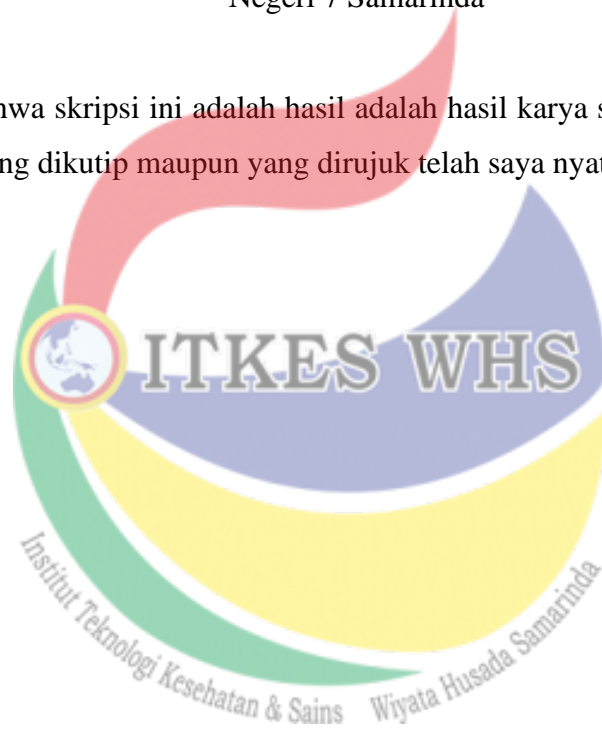 Negeri 7 Samarinda
hwa skripsi ini adalah hasil adalah hasil karya s
ng dikutip maupun yang dirujuk telah saya nyat
ITKES WHS
Institut Teknologi Kesehatan & Sains Wiyata Husada Samarinda